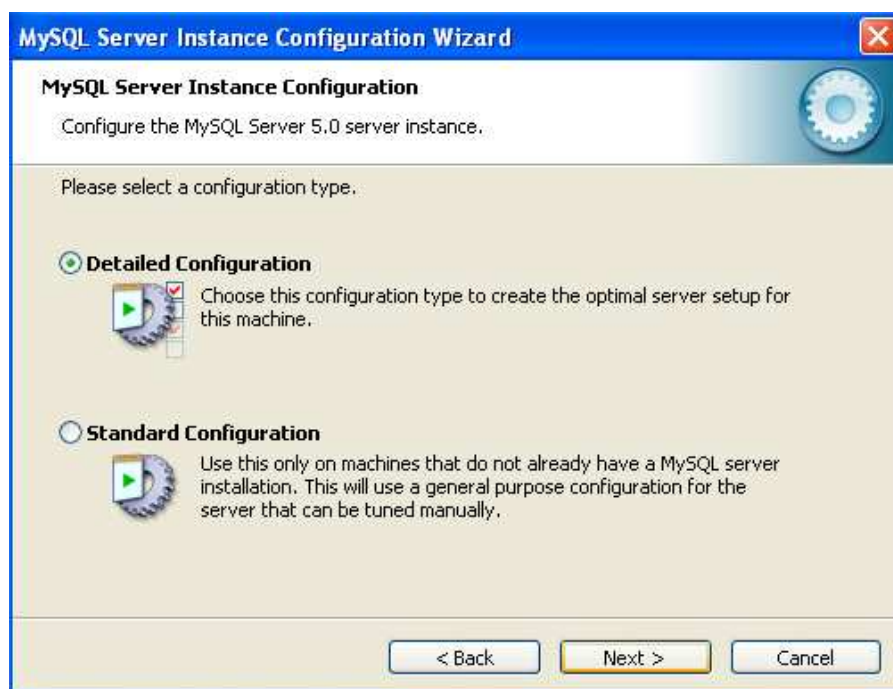 MySQL Server Instance Configuration Wizard
MySQL Server Instance Configuration
Configure the MySQL Server 5.0 server instance.
Please select a configuration type.
Detailed Configuration
Choose this configuration type to create the optimal server setup for
this machine.
Standard Configuration
Use this only on machines that do not already have a MySQL server
installation. This will use a general purpose configuration for the
server that can be tuned manually.
< Back Next > Cancel